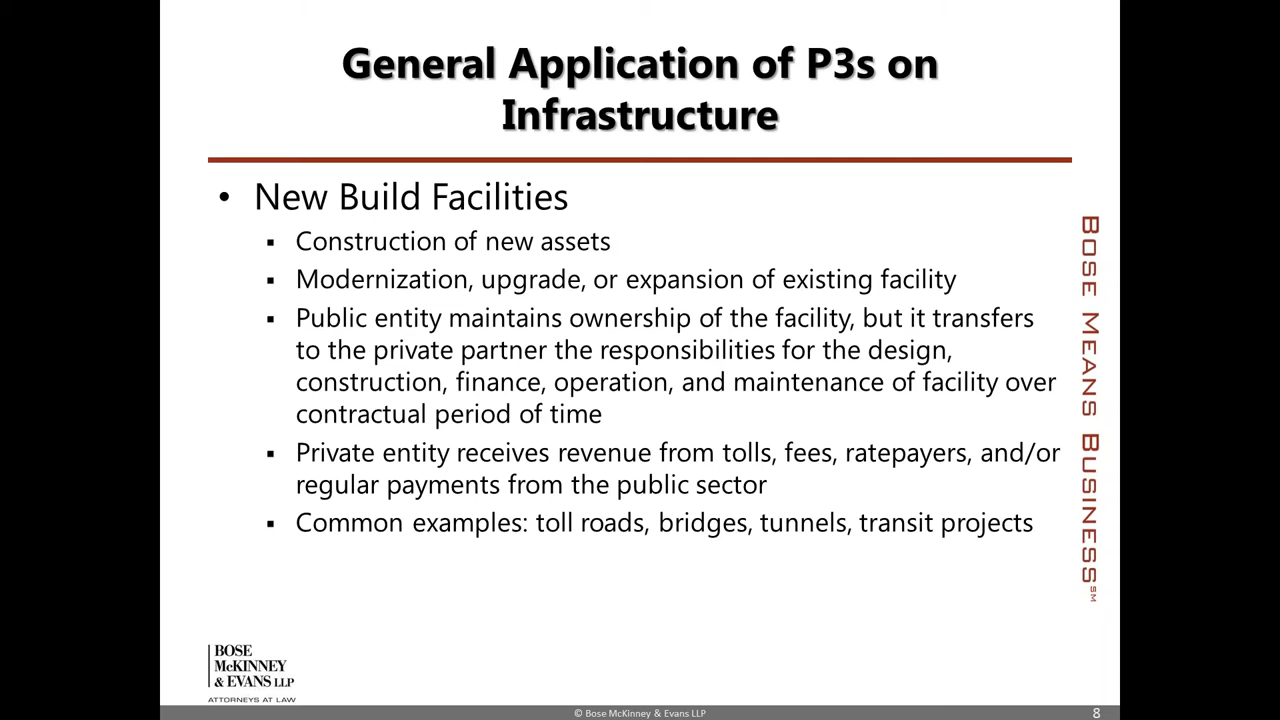 General Application of P3s on
Infrastructure
• New Build Facilities
▪ Construction of new assets
▪ Modernization, upgrade, or expansion of existing facility
▪ Public entity maintains ownership of the facility, but it transfers
to the private partner the responsibilities for the design,
construction, finance, operation, and maintenance of facility over
contractual period of time
▪ Private entity receives revenue from tolls, fees, ratepayers, and/or
regular payments from the public sector
▪ Common examples: toll roads, bridges, tunnels, transit projects
BOSE MEANS BUSINESS℠
BOSE
McKINNEY
& EVANS LLP
ATTORNEYS AT LAW
© Bose McKinney & Evans LLP
8